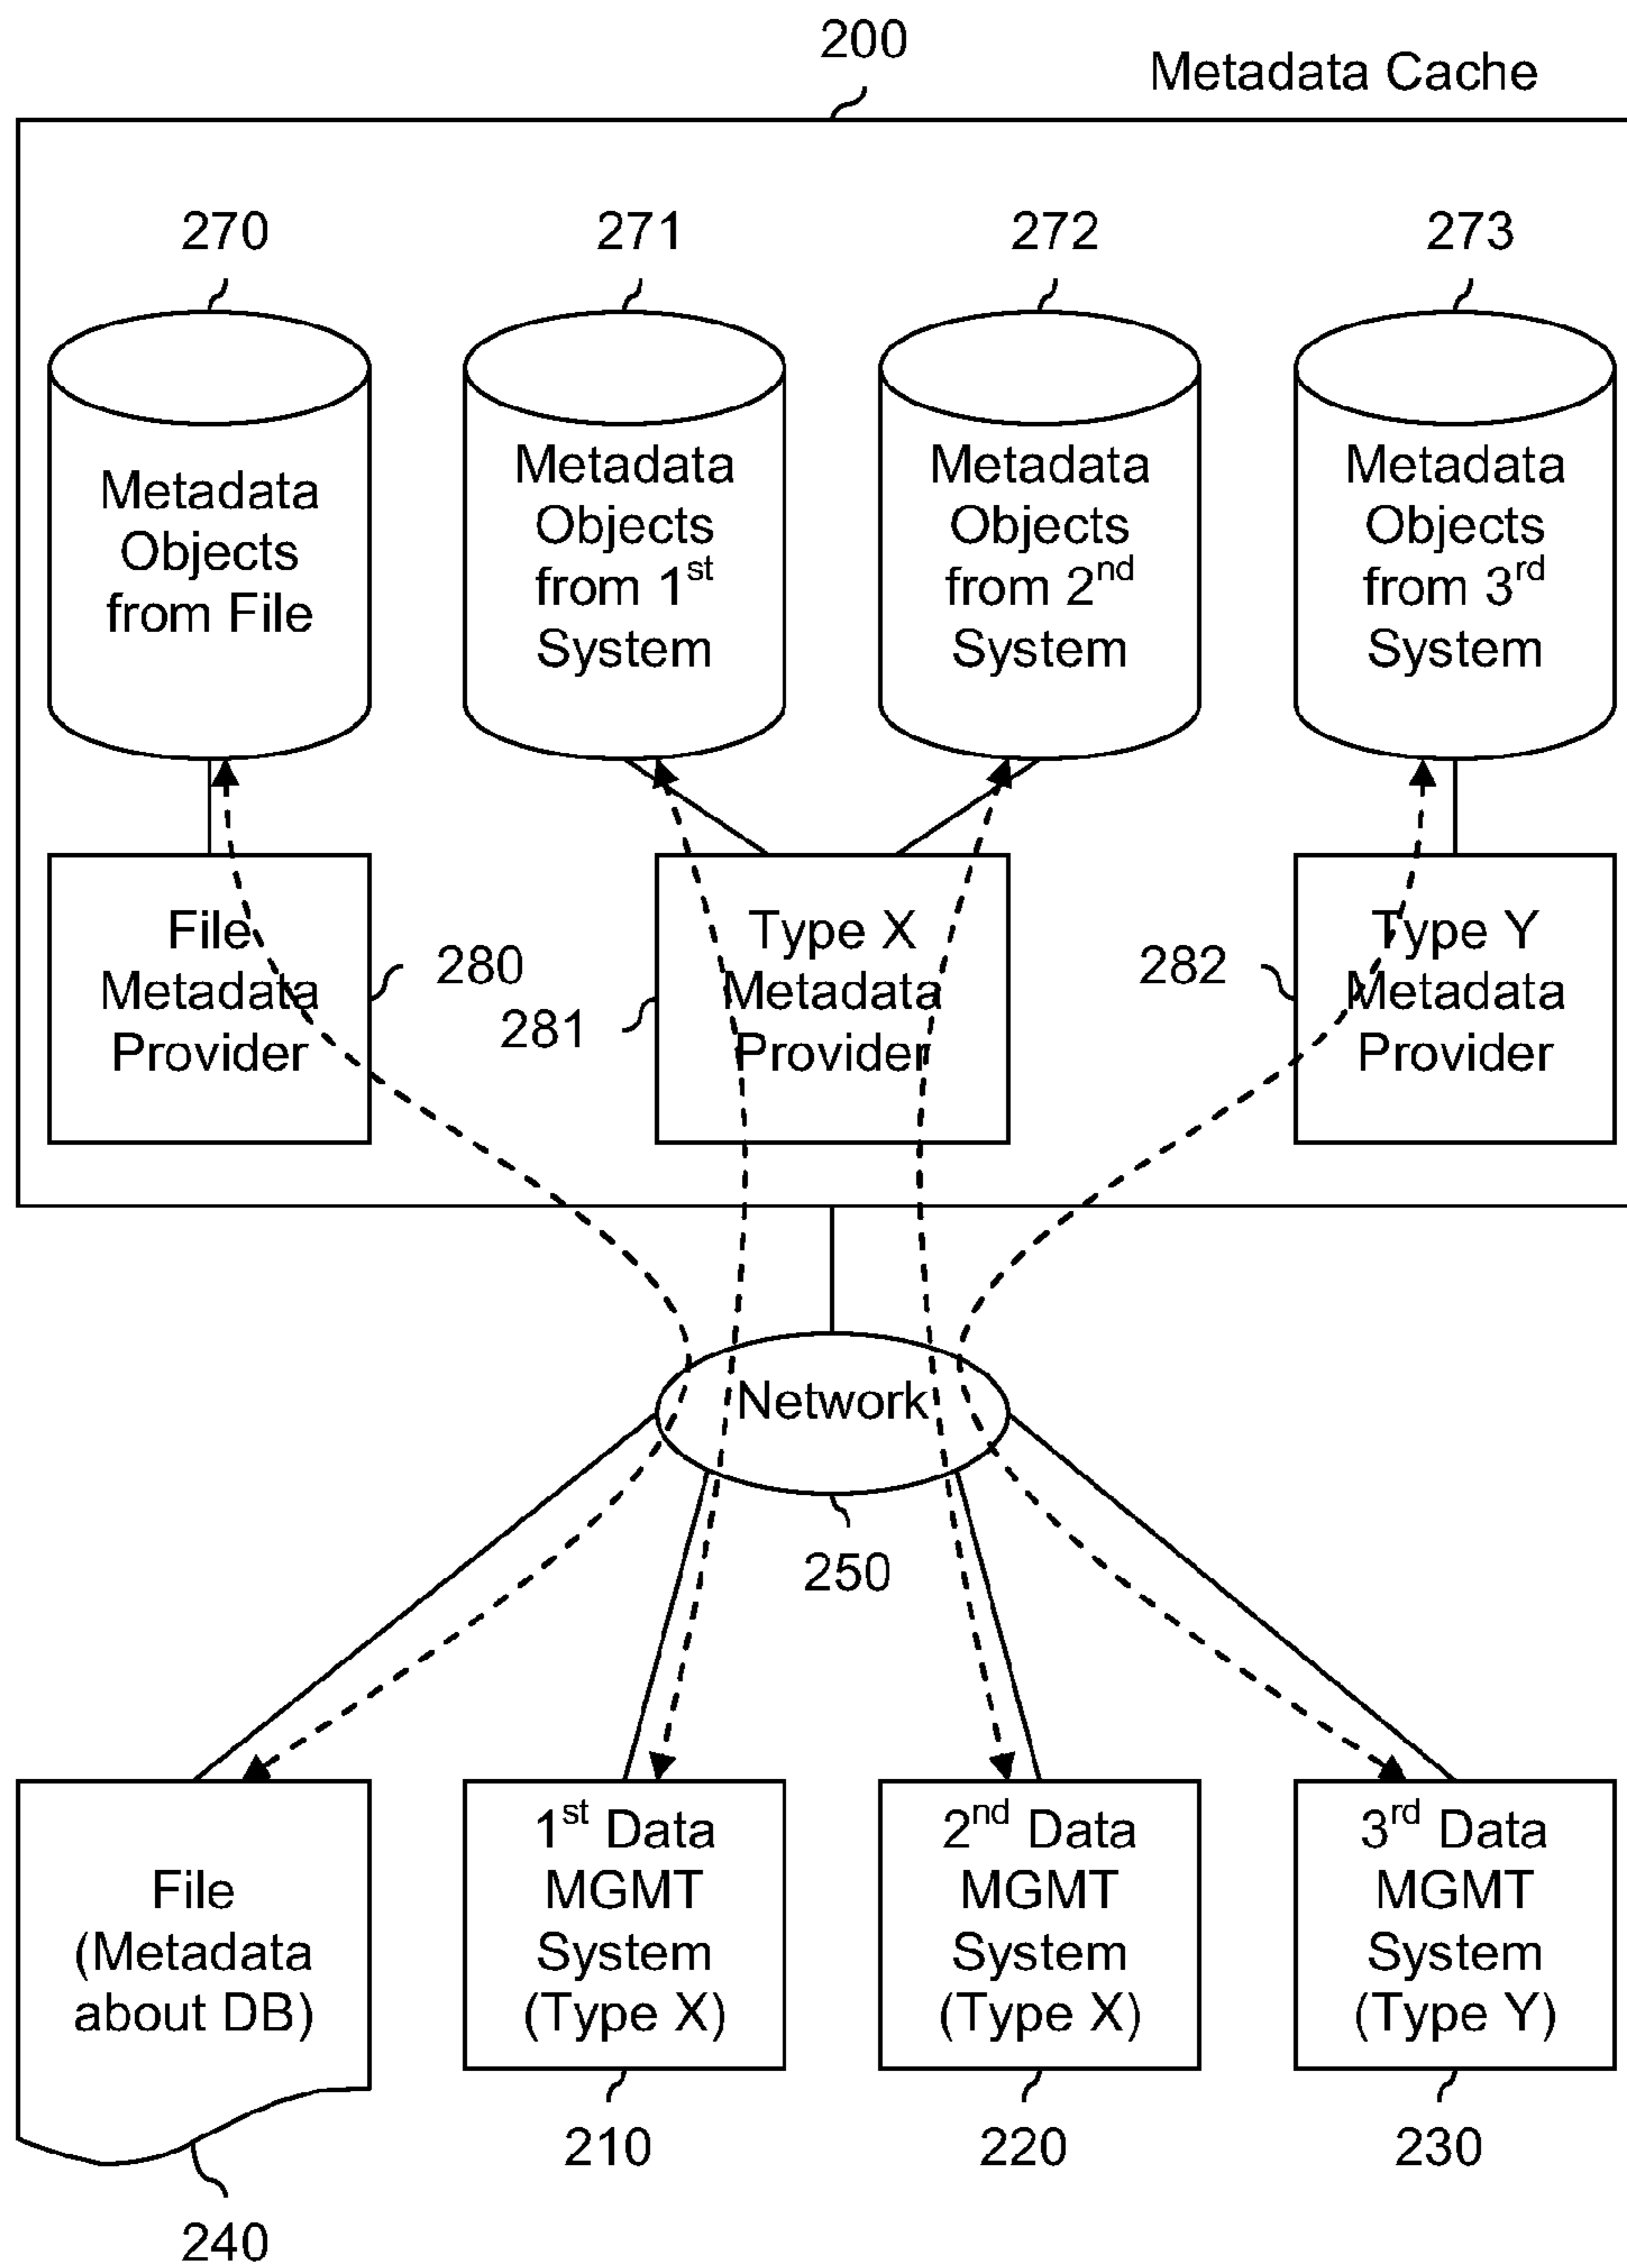 200
Metadata Cache
270
271
272
273
Metadata
Objects
from File
Metadata
Objects
from 1st
System
Metadata
Objects
from 2nd
System
Metadata
Objects
from 3rd
System
File
Metadata
Provider
280
281
Type X
Metadata
Provider
282
Type Y
Metadata
Provider
Network
250
File
(Metadata
about DB)
1st Data
MGMT
System
(Type X)
2nd Data
MGMT
System
(Type X)
3rd Data
MGMT
System
(Type Y)
210
220
230
240